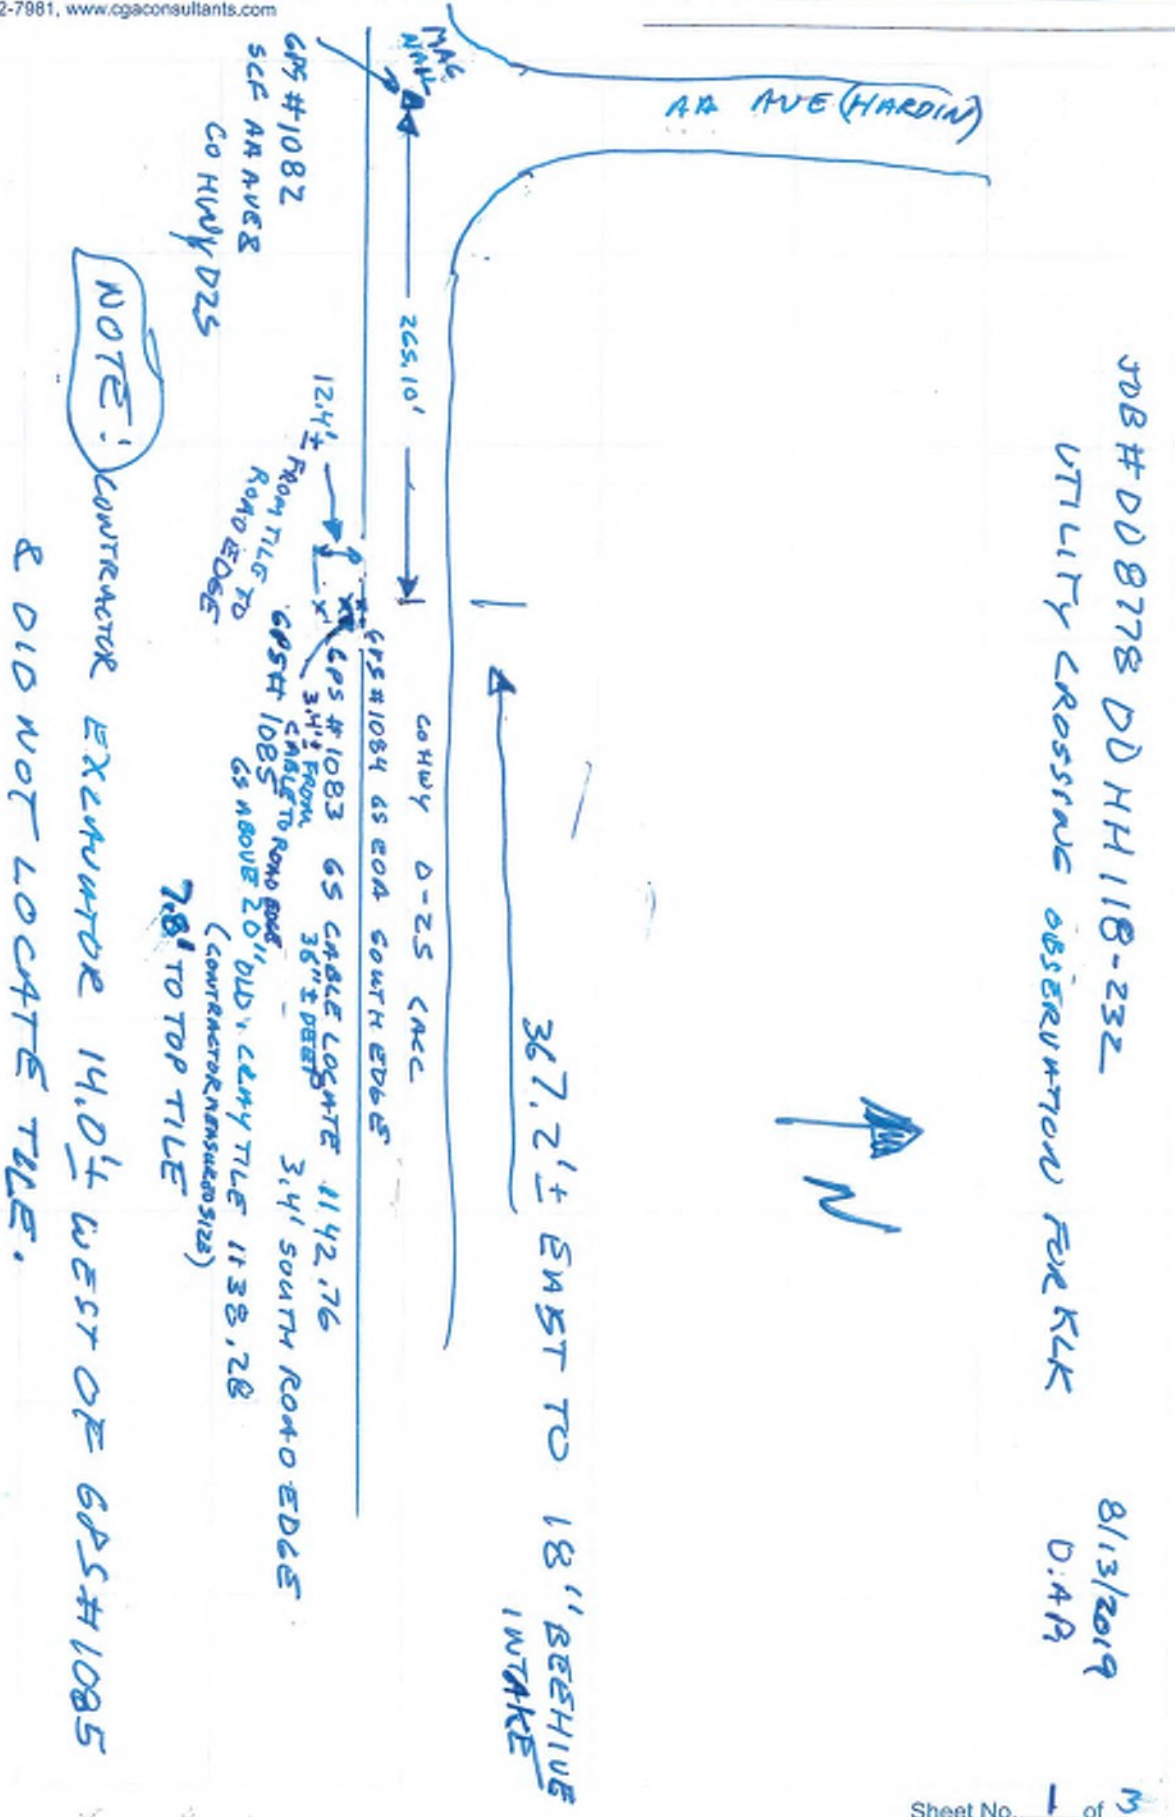 2-7981, www.cgaconsultants.com
JOB # DD8778 DD HH 118-232
8/13/2019
UTILITY CROSSING OBSERVATION FOR KLK
Sheet No. 1 of 3
N
AA AVE (HARDIN)
367.2'± EAST TO 18" BEEHIVE
INTAKE
MAG
NAIL
265.10'
CO HWY D-25
GPS #1082
SCF AA AVE &
CO HWY D25
GPS #1084 GS EOA SOUTH EDGE
GPS #1083 GS CABLE LOCATE 1142.76
36"± DEEP
3.4' SOUTH ROAD EDGE
3.4'± FROM
CABLE TO ROAD EDGE
12.4'± FROM TILE TO
ROAD EDGE
GPS# 1085
GS ABOVE 20" OLD CLAY TILE 1138.28
(CONTRACTOR MEASURED SIZE)
7.8' TO TOP TILE
NOTE: CONTRACTOR EXCAVATOR 14.0'± WEST OF GPS#1085
& DID NOT LOCATE TILE.